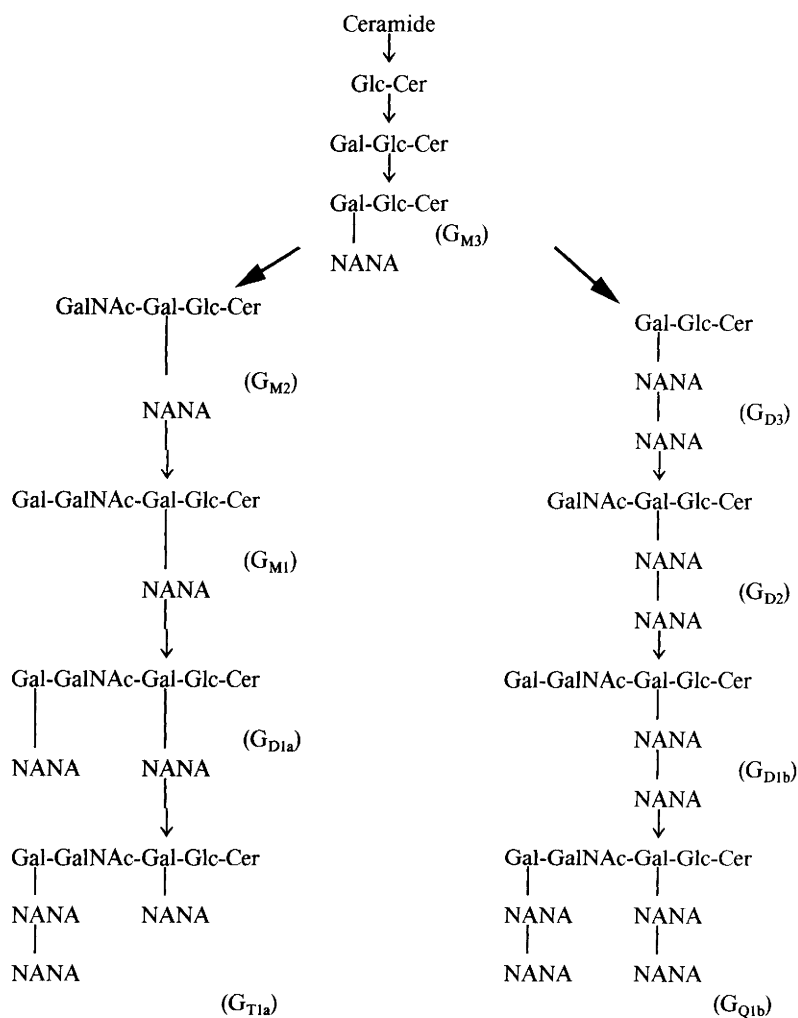 Ceramide
Glc-Cer
Gal-Glc-Cer
Gal-Glc-Cer
(GM3)
NANA
GalNAc-Gal-Glc-Cer
(GM2)
NANA
Gal-GalNAc-Gal-Glc-Cer
(GM1)
NANA
Gal-GalNAc-Gal-Glc-Cer
(GD1a)
NANA NANA
Gal-GalNAc-Gal-Glc-Cer
NANA NANA
NANA
(GT1a)
Gal-Glc-Cer
NANA
(GD3)
NANA
GalNAc-Gal-Glc-Cer
NANA
(GD2)
NANA
Gal-GalNAc-Gal-Glc-Cer
NANA
(GD1b)
NANA
Gal-GalNAc-Gal-Glc-Cer
NANA NANA
NANA NANA
(GQ1b)